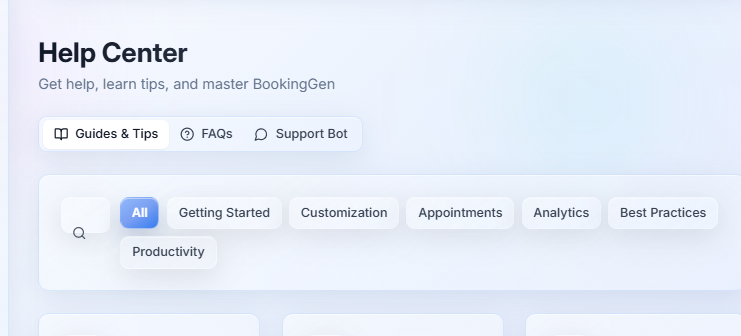 Help Center
Get help, learn tips, and master BookingGen
Guides & Tips FAQs Support Bot
All Getting Started Customization Appointments Analytics Best Practices
Productivity